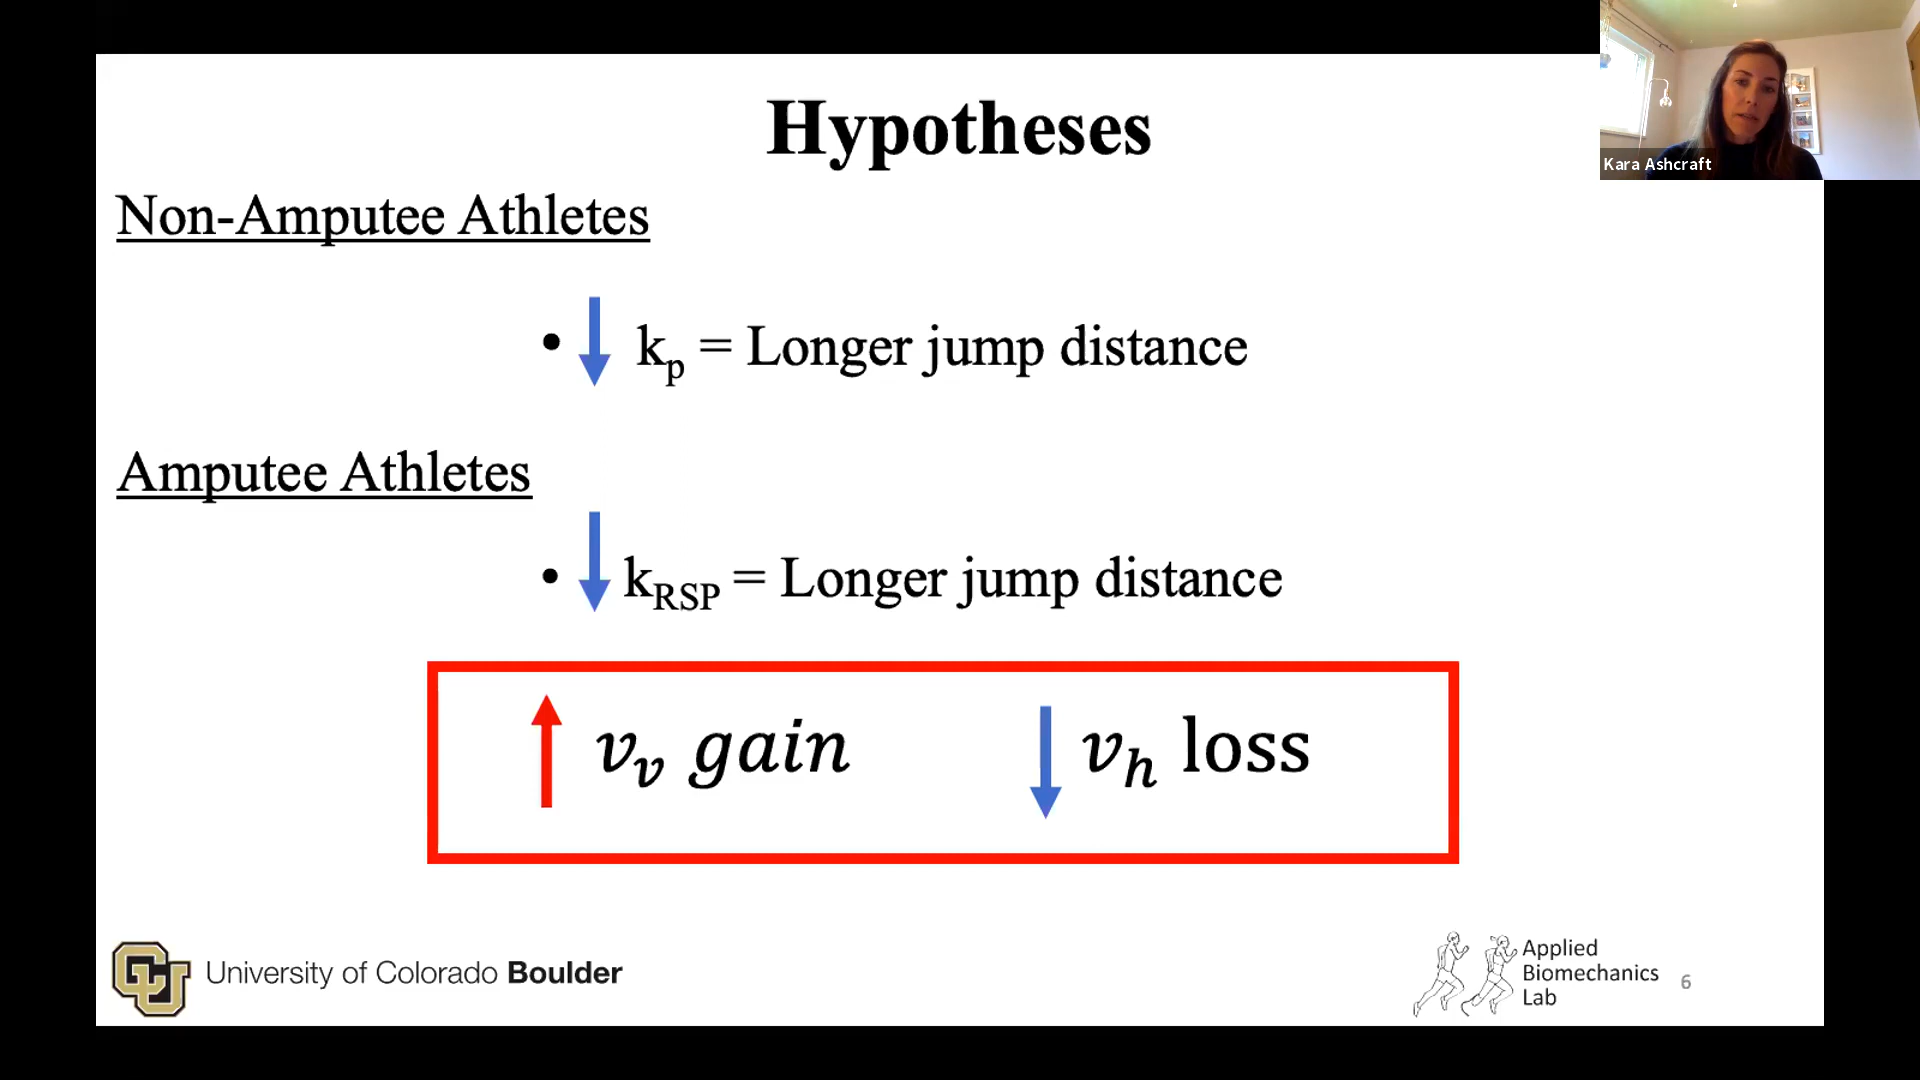 Hypotheses
Kara Ashcraft
Non-Amputee Athletes
• kp = Longer jump distance
Amputee Athletes
• kRSP = Longer jump distance
vv gain
vh loss
CU
University of Colorado Boulder
Applied
Biomechanics
Lab
6